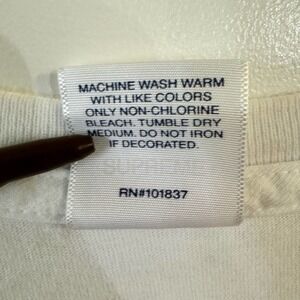 MACHINE WASH WARM
WITH LIKE COLORS
ONLY NON-CHLORINE
BLEACH. TUMBLE DRY
MEDIUM. DO NOT IRON
IF DECORATED.
RN#101837